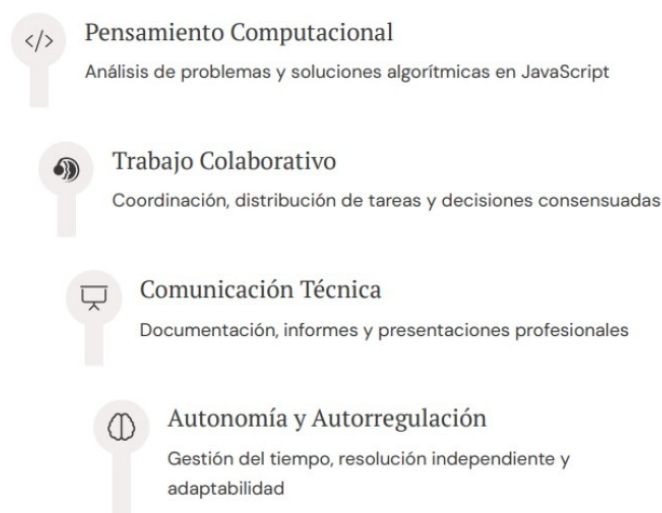 Pensamiento Computacional
Análisis de problemas y soluciones algorítmicas en JavaScript
Trabajo Colaborativo
Coordinación, distribución de tareas y decisiones consensuadas
Comunicación Técnica
Documentación, informes y presentaciones profesionales
Autonomía y Autorregulación
Gestión del tiempo, resolución independiente y
adaptabilidad